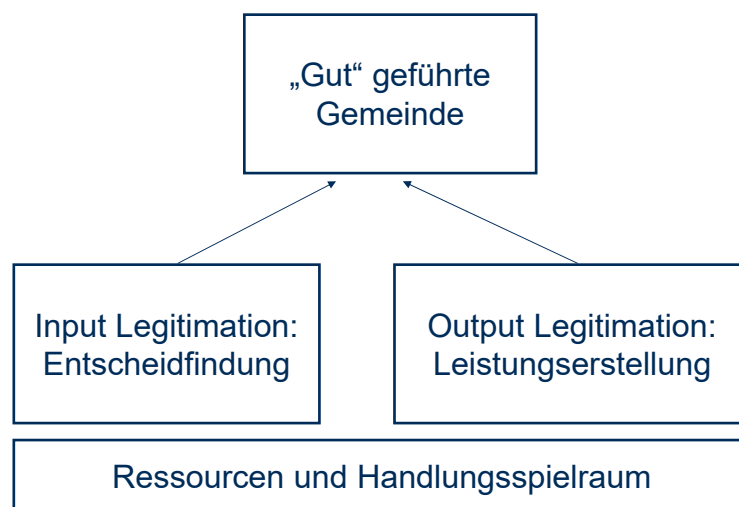 „Gut“ geführte
Gemeinde
Input Legitimation:
Entscheidfindung
Output Legitimation:
Leistungserstellung
Ressourcen und Handlungsspielraum